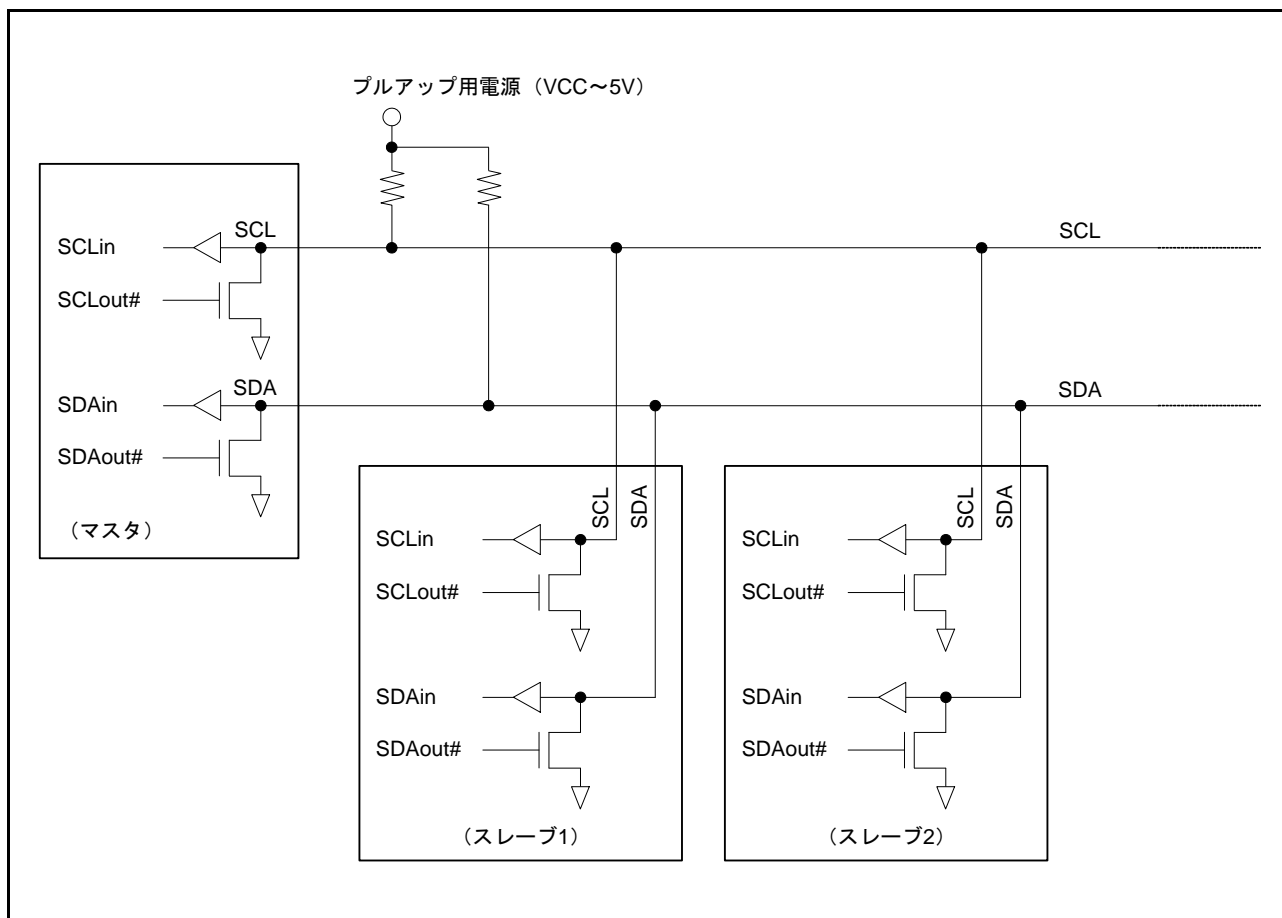 プルアップ用電源（VCC～5V）
SCLin
SCL
SCLout#
SDAin
SDA
SDAout#
（マスタ）
SCL
SDA
SCL
SDA
SCLin
SCLout#
SDAin
SDAout#
（スレーブ1）
SCL
SDA
SCLin
SCLout#
SDAin
SDAout#
（スレーブ2）